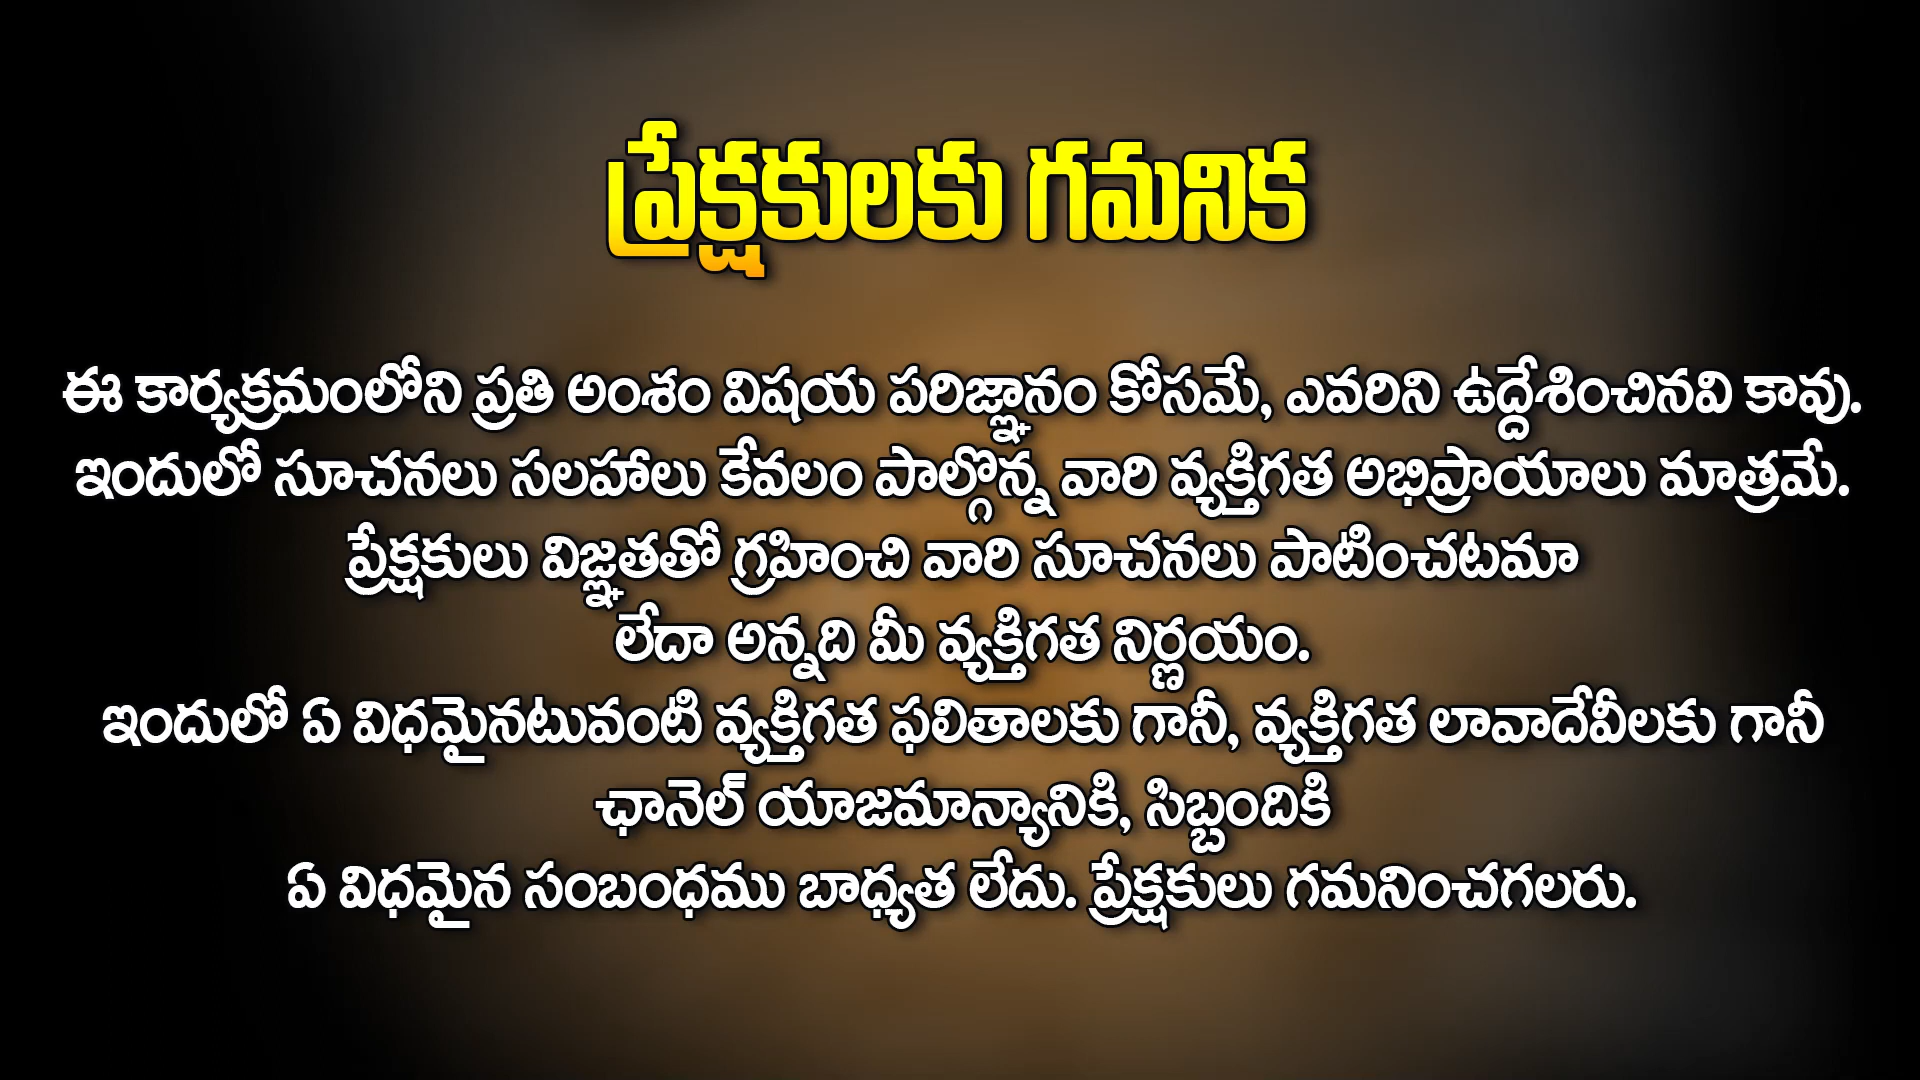 ప్రేక్షకులకు గమనిక
ఈ కార్యక్రమంలోని ప్రతి అంశం విషయ పరిజ్ఞానం కోసమే, ఎవరిని ఉద్దేశించినవి కావు.
ఇందులో సూచనలు సలహాలు కేవలం పాల్గొన్న వారి వ్యక్తిగత అభిప్రాయాలు మాత్రమే.
ప్రేక్షకులు విజ్ఞతతో గ్రహించి వారి సూచనలు పాటించటమా
లేదా అన్నది మీ వ్యక్తిగత నిర్ణయం.
ఇందులో ఏ విధమైనటువంటి వ్యక్తిగత ఫలితాలకు గానీ, వ్యక్తిగత లావాదేవీలకు గానీ
ఛానెల్ యాజమాన్యానికి, సిబ్బందికి
ఏ విధమైన సంబంధము బాధ్యత లేదు. ప్రేక్షకులు గమనించగలరు.